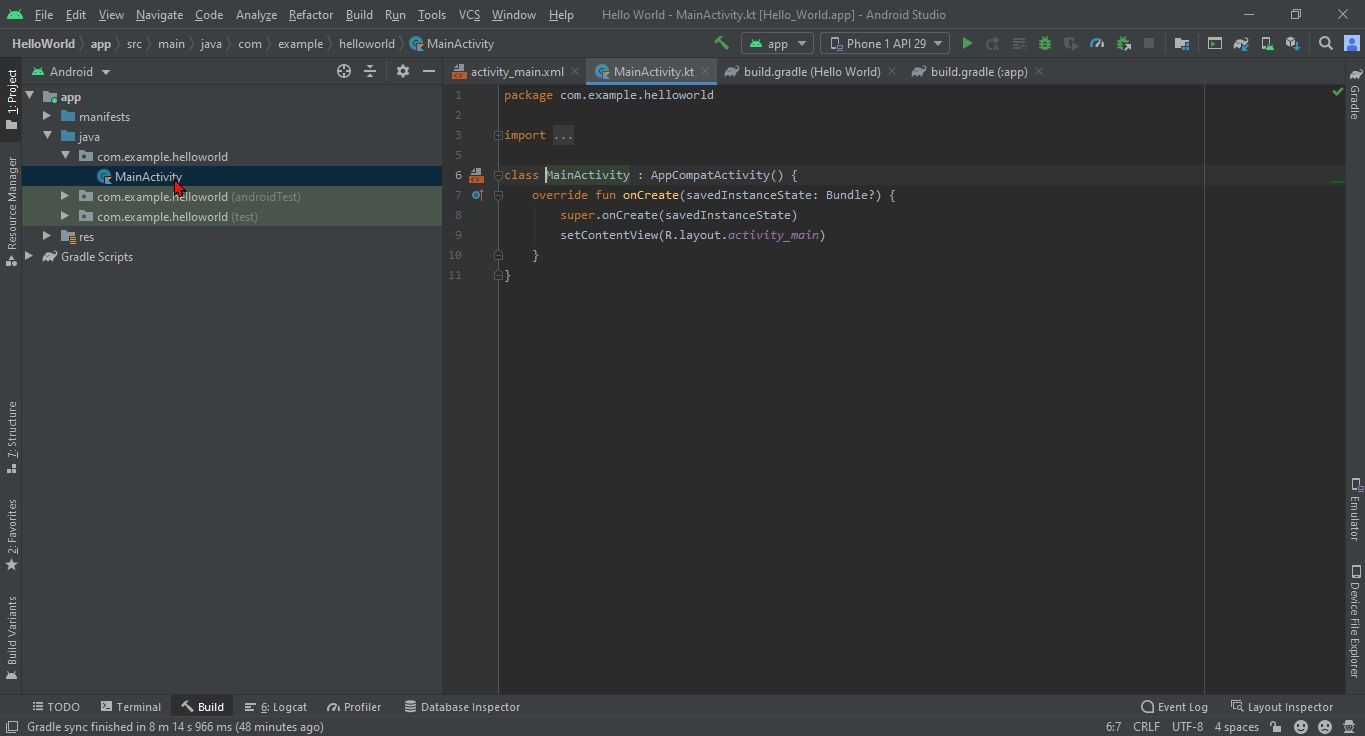 File Edit View Navigate Code Analyze Refactor Build Run Tools VCS Window Help Hello World - MainActivity.kt [Hello_World.app] - Android Studio
HelloWorld app src main java com example helloworld MainActivity app Phone 1 API 29
Android activity_main.xml MainActivity.kt build.gradle (Hello World) build.gradle (:app)
1: Project
Resource Manager
7: Structure
2: Favorites
Build Variants
app
manifests
java
com.example.helloworld
MainActivity
com.example.helloworld (androidTest)
com.example.helloworld (test)
res
Gradle Scripts
1 package com.example.helloworld
2
3 import ...
5
6 class MainActivity : AppCompatActivity() {
7 override fun onCreate(savedInstanceState: Bundle?) {
8 super.onCreate(savedInstanceState)
9 setContentView(R.layout.activity_main)
10 }
11 }
Gradle
Emulator
Device File Explorer
TODO Terminal Build 6: Logcat Profiler Database Inspector Event Log Layout Inspector
Gradle sync finished in 8 m 14 s 966 ms (48 minutes ago) 6:7 CRLF UTF-8 4 spaces